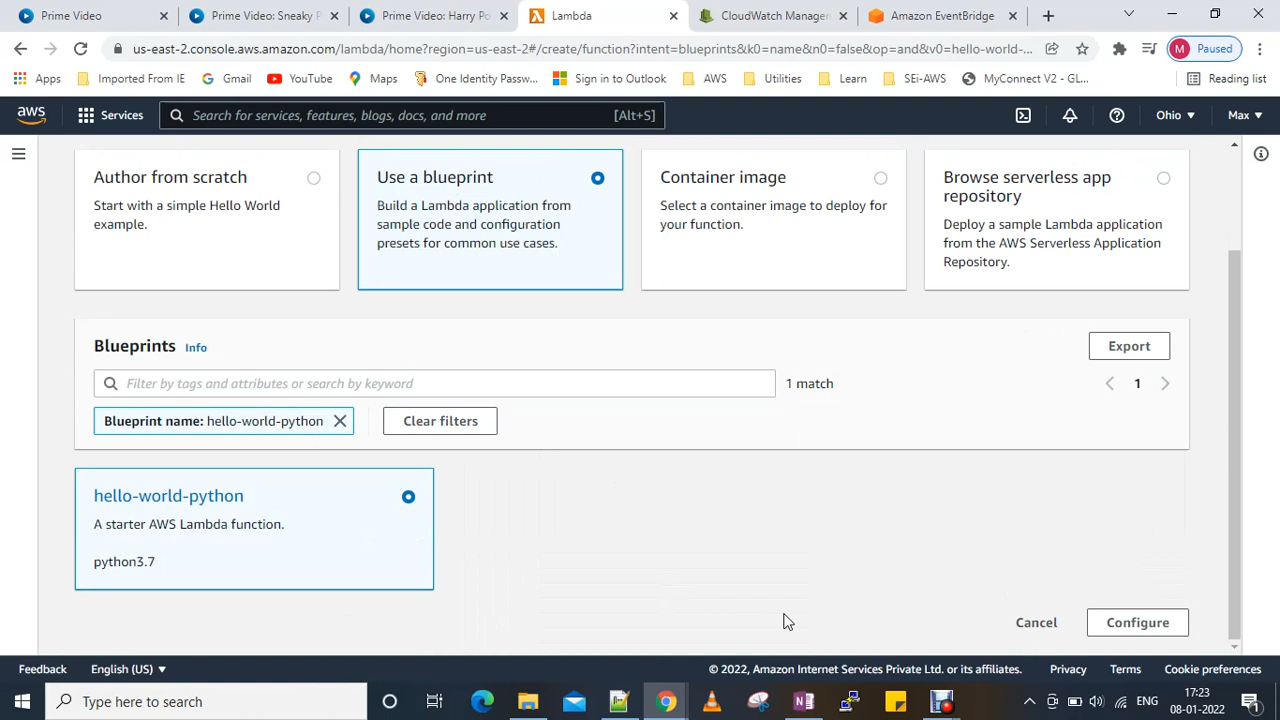 Prime Video
Prime Video: Sneaky P
Prime Video: Harry Po
Lambda
CloudWatch Managem
Amazon EventBridge
us-east-2.console.aws.amazon.com/lambda/home?region=us-east-2#/create/function?intent=blueprints&k0=name&n0=false&op=and&v0=hello-world-...
M Paused
Apps
Imported From IE
Gmail
YouTube
Maps
One Identity Passw...
Sign in to Outlook
AWS
Utilities
Learn
SEi-AWS
MyConnect V2 - GL...
Reading list
aws
Services
Search for services, features, blogs, docs, and more
[Alt+S]
Ohio
Max
Author from scratch
Start with a simple Hello World
example.
Use a blueprint
Build a Lambda application from
sample code and configuration
presets for common use cases.
Container image
Select a container image to deploy for
your function.
Browse serverless app
repository
Deploy a sample Lambda application
from the AWS Serverless Application
Repository.
Blueprints
Info
Export
Filter by tags and attributes or search by keyword
1 match
1
Blueprint name: hello-world-python
Clear filters
hello-world-python
A starter AWS Lambda function.
python3.7
Cancel
Configure
Feedback
English (US)
© 2022, Amazon Internet Services Private Ltd. or its affiliates.
Privacy
Terms
Cookie preferences
Type here to search
ENG
17:23
08-01-2022
1